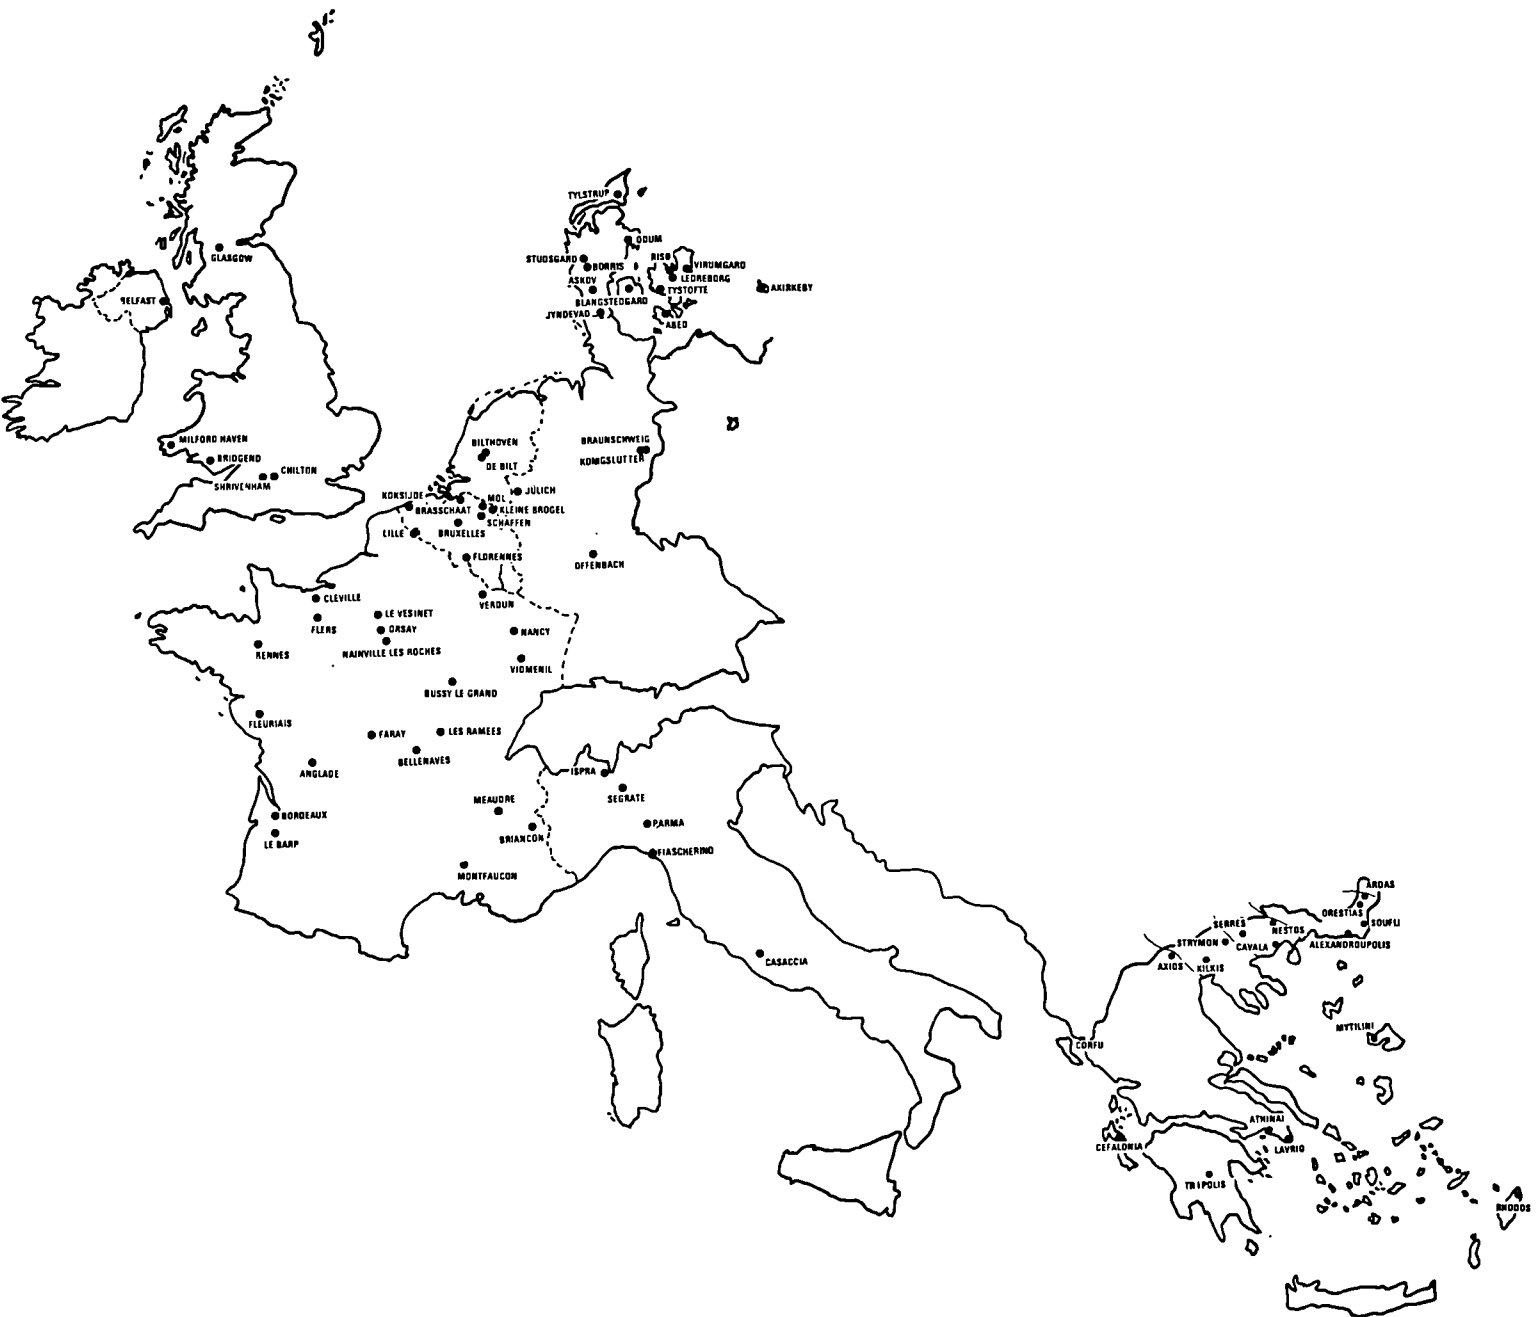 TYLSTRUP
ODUM
STUDSGARD
BORRIS
RISØ
VIRUMGARD
LEDREBORG
ASKOV
TYSTOFTE
AKIRKEBY
BLANGSTEDGARD
JYNDEVAD
ABED
GLASGOW
BELFAST
MILFORD HAVEN
BRIDGEND
CHILTON
SHRIVENHAM
BILTHOVEN
DE BILT
BRAUNSCHWEIG
KONIGSLUTTER
JULICH
KOKSIJDE
MOL
BRASSCHAAT
KLEINE BROGEL
SCHAFFEN
LILLE
BRUXELLES
FLORENNES
OFFENBACH
CLEVILLE
VERDUN
LE VESINET
FLERS
ORSAY
NANCY
RENNES
NAINVILLE LES ROCHES
VIOMENIL
BUSSY LE GRAND
FLEURIAIS
FARAY
LES RAMEES
BELLENAVES
ANGLADE
ISPRA
SEGRATE
MEAUDRE
BORDEAUX
PARMA
BRIANCON
LE BARP
FIASCHERINO
MONTFAUCON
CASACCIA
ARDAS
ORESTIAS
SOUFLI
SERRES
NESTOS
STRYMON
CAVALA
ALEXANDROUPOLIS
AXIOS
KILKIS
MYTILINI
CORFU
ATHINAI
CEFALONIA
LAVRIO
TRIPOLIS
RHODOS